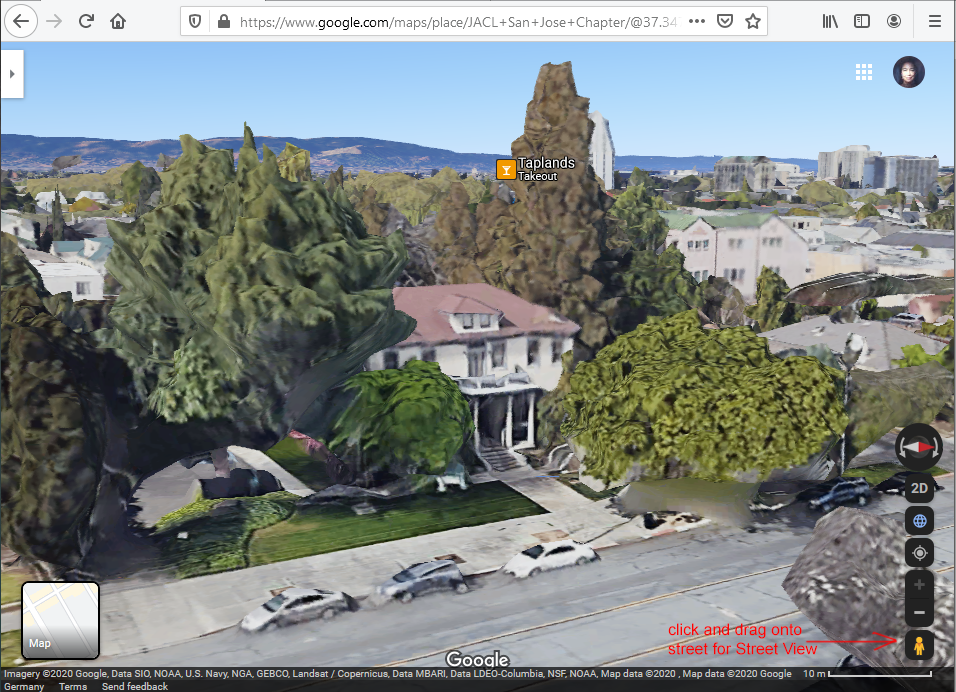 https://www.google.com/maps/place/JACL+San+Jose+Chapter/@37.34
Taplands
Takeout
2D
click and drag onto
street for Street View
Map
Google
Imagery ©2020 Google, Data SIO, NOAA, U.S. Navy, NGA, GEBCO, Landsat / Copernicus, Data MBARI, Data LDEO-Columbia, NSF, NOAA, Map data ©2020 , Map data ©2020 Google 10 m
Germany Terms Send feedback